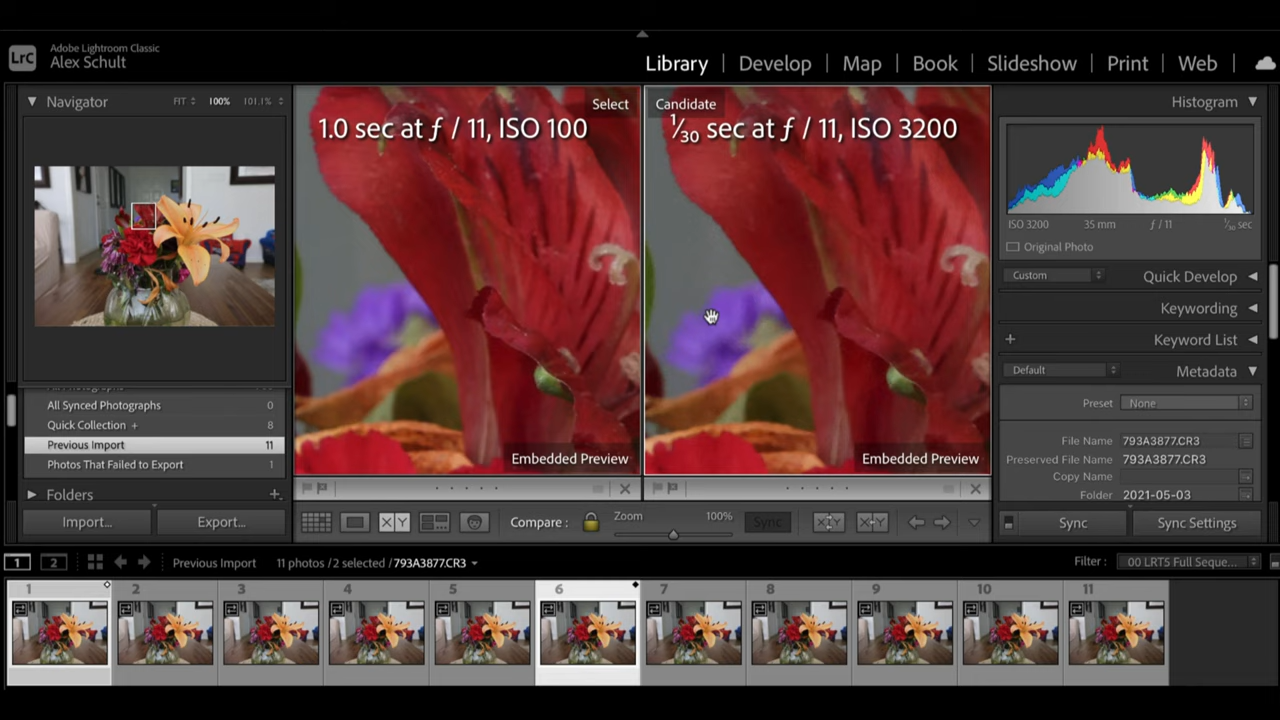 LrC
Adobe Lightroom Classic
Alex Schult
Library | Develop | Map | Book | Slideshow | Print | Web |
Navigator FIT 100% 101.1%
All Synced Photographs 0
Quick Collection + 8
Previous Import 11
Photos That Failed to Export 1
Folders
Import... Export...
Select
1.0 sec at ƒ / 11, ISO 100
Embedded Preview
Candidate
1/30 sec at ƒ / 11, ISO 3200
Embedded Preview
Compare : Zoom 100% Sync
XY
Histogram
ISO 3200 35 mm ƒ / 11 1/30 sec
Original Photo
Custom Quick Develop
Keywording
Keyword List
Default Metadata
Preset None
File Name 793A3877.CR3
Preserved File Name 793A3877.CR3
Copy Name
Folder 2021-05-03
Sync Sync Settings
1 2 Previous Import 11 photos / 2 selected / 793A3877.CR3
Filter : 00 LRT5 Full Seque...
1 2 3 4 5 6 7 8 9 10 11